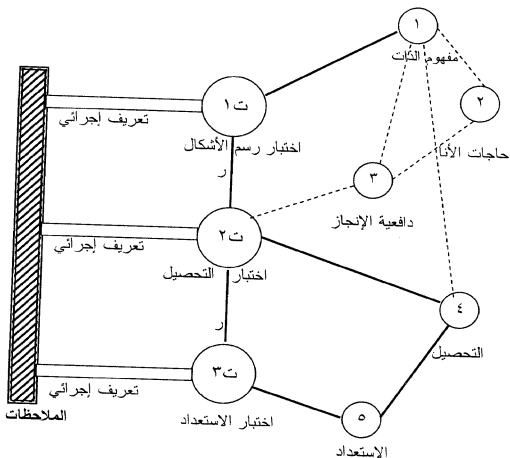 ١
مفهوم الذات
٢
حاجات الأنا
ت١
تعريف إجرائي
اختبار رسم الأشكال
ر
٣
دافعية الإنجاز
ت٢
تعريف إجرائي
اختبار التحصيل
٤
التحصيل
ر
ت٣
تعريف إجرائي
اختبار الاستعداد
٥
الاستعداد
الملاحظات